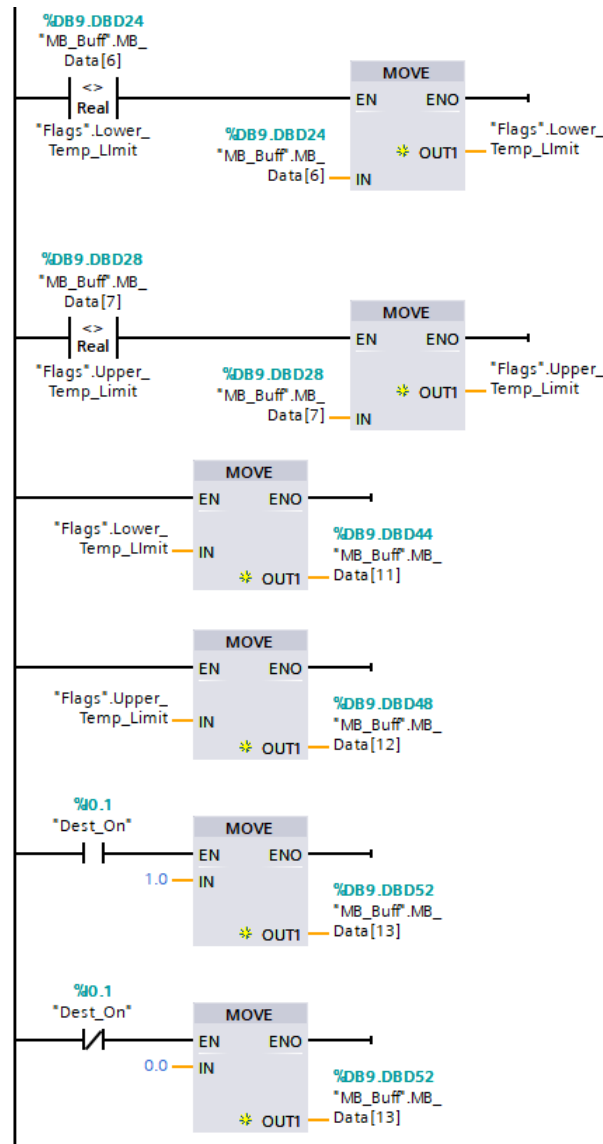 %DB9.DBD24
"MB_Buff".MB_
Data[6]
<>
Real
"Flags".Lower_
Temp_LImit
MOVE
EN ENO
%DB9.DBD24
"MB_Buff".MB_
Data[6]
IN
OUT1
"Flags".Lower_
Temp_LImit
%DB9.DBD28
"MB_Buff".MB_
Data[7]
<>
Real
"Flags".Upper_
Temp_Limit
MOVE
EN ENO
%DB9.DBD28
"MB_Buff".MB_
Data[7]
IN
OUT1
"Flags".Upper_
Temp_Limit
MOVE
EN ENO
"Flags".Lower_
Temp_LImit
IN
OUT1
%DB9.DBD44
"MB_Buff".MB_
Data[11]
MOVE
EN ENO
"Flags".Upper_
Temp_Limit
IN
OUT1
%DB9.DBD48
"MB_Buff".MB_
Data[12]
%I0.1
"Dest_On"
MOVE
EN ENO
1.0
IN
OUT1
%DB9.DBD52
"MB_Buff".MB_
Data[13]
%I0.1
"Dest_On"
MOVE
EN ENO
0.0
IN
OUT1
%DB9.DBD52
"MB_Buff".MB_
Data[13]